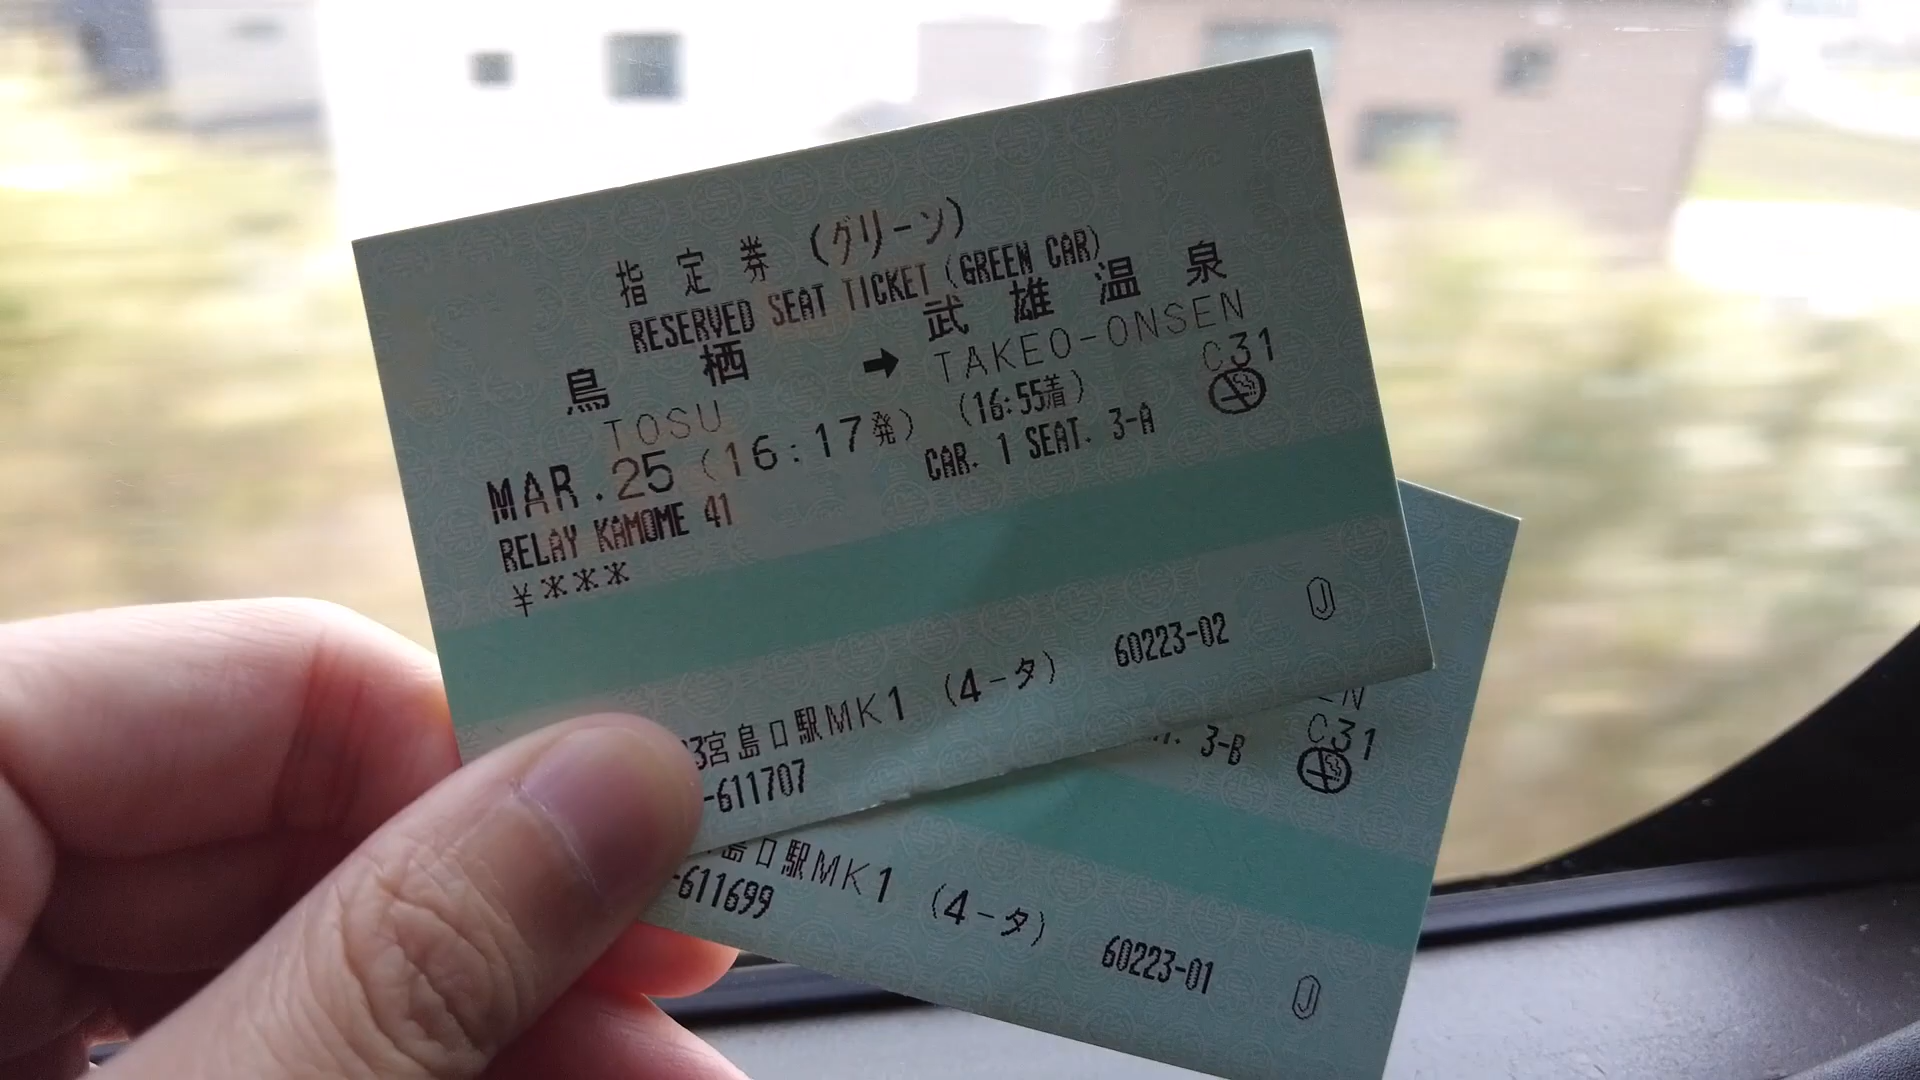 指定券(グリーン)
RESERVED SEAT TICKET(GREEN CAR)
鳥栖 ➡ 武雄温泉
TOSU TAKEO-ONSEN
MAR.25(16:17発) (16:55着) C31
RELAY KAMOME 41 CAR. 1 SEAT. 3-A
¥***
宮島口駅MK1 (4-タ) 60223-02 Ⓙ
-611707
3-B
C31
島口駅MK1 (4-タ) 60223-01 Ⓙ
-611699